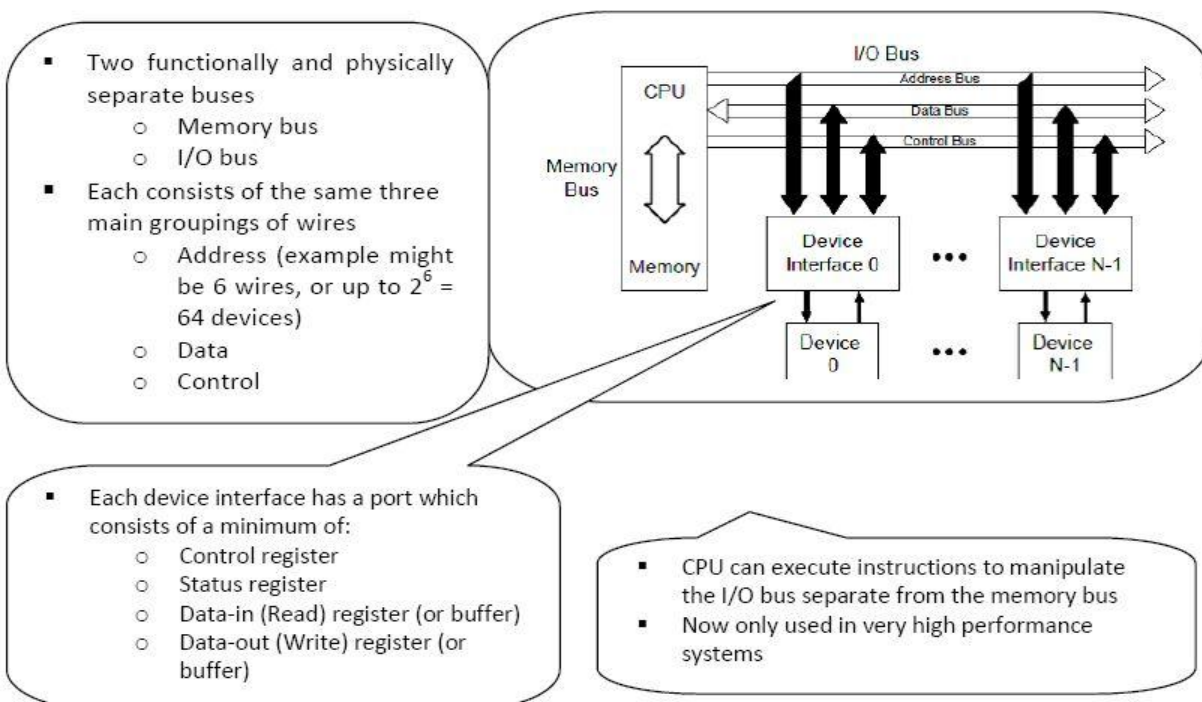 ▪ Two functionally and physically
separate buses
o Memory bus
o I/O bus
▪ Each consists of the same three
main groupings of wires
o Address (example might
be 6 wires, or up to 2^6 =
64 devices)
o Data
o Control
I/O Bus
Address Bus
CPU
Data Bus
Control Bus
Memory
Bus
Memory
Device
Interface 0
•••
Device
Interface N-1
Device
0
•••
Device
N-1
▪ Each device interface has a port which
consists of a minimum of:
o Control register
o Status register
o Data-in (Read) register (or buffer)
o Data-out (Write) register (or
buffer)
▪ CPU can execute instructions to manipulate
the I/O bus separate from the memory bus
▪ Now only used in very high performance
systems